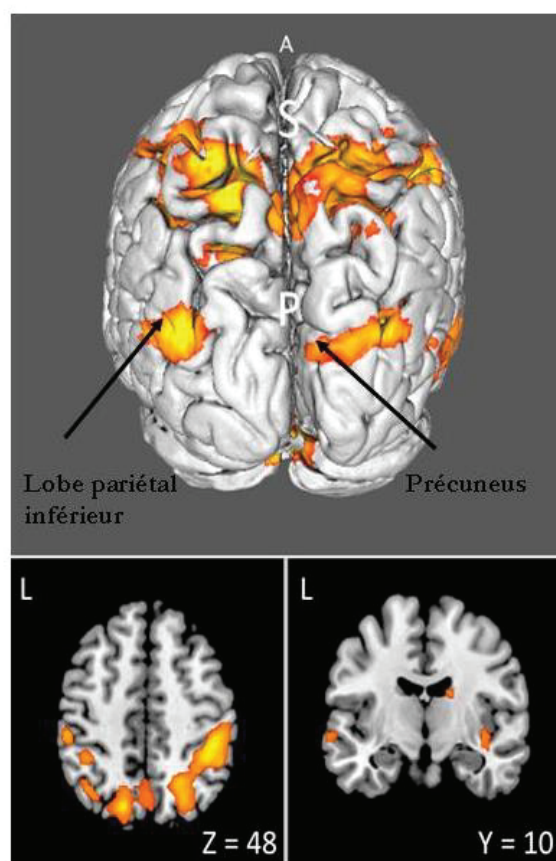 A
S
P
Lobe pariétal
inférieur
Précuneus
L
Z = 48
L
Y = 10